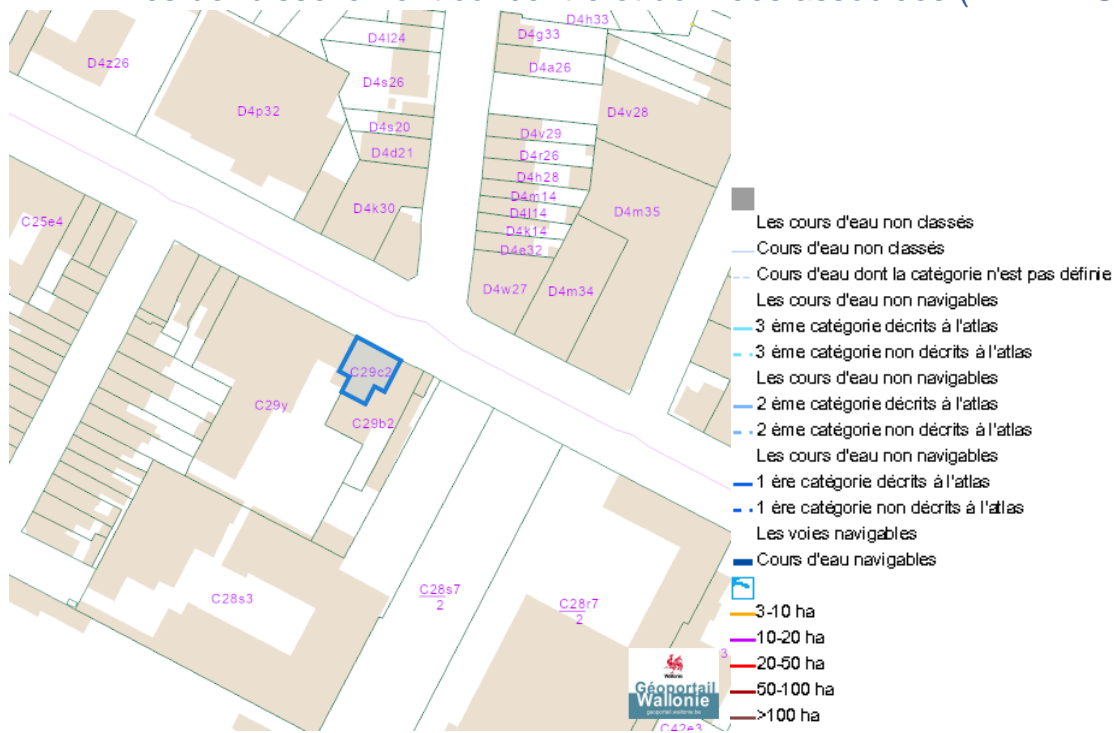 D4h33
D4l24
D4g33
D4z26
D4a26
D4s26
D4p32
D4v28
D4s20
D4v29
D4d21
D4r26
D4h28
D4m14
D4k30
D4l14
D4m35
C25e4
D4k14
D4e32
D4w27
D4m34
C29c2
C29y
C29b2
C28s3
C28s7
2
C28r7
2
3
C42e3
Wallonie
Géoportail
Wallonie
geoportail.wallonie.be
Les cours d'eau non classés
Cours d'eau non classés
Cours d'eau dont la catégorie n'est pas définie
Les cours d'eau non navigables
3 ème catégorie décrits à l'atlas
3 ème catégorie non décrits à l'atlas
Les cours d'eau non navigables
2 ème catégorie décrits à l'atlas
2 ème catégorie non décrits à l'atlas
Les cours d'eau non navigables
1 ère catégorie décrits à l'atlas
1 ère catégorie non décrits à l'atlas
Les voies navigables
Cours d'eau navigables
3-10 ha
10-20 ha
20-50 ha
50-100 ha
>100 ha